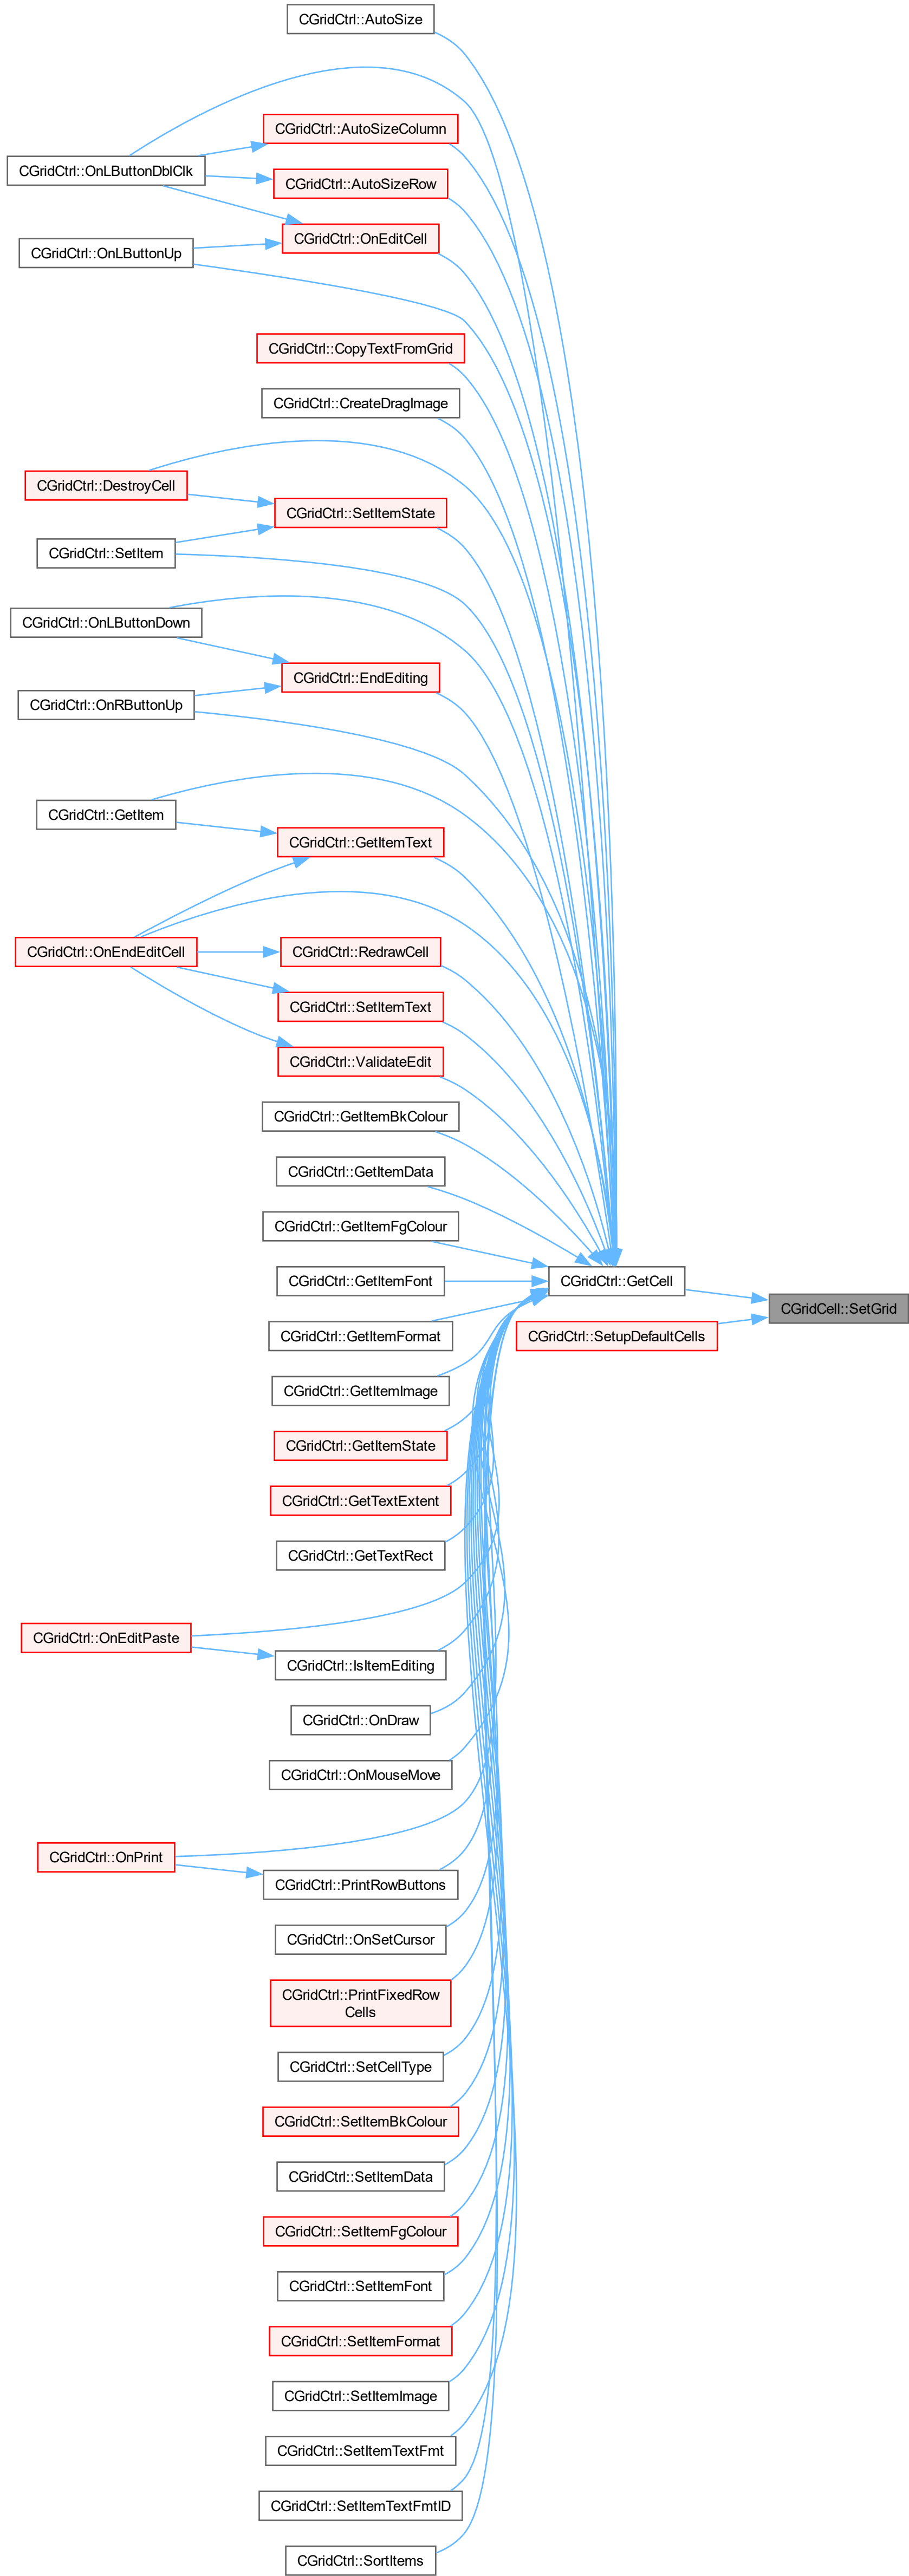 CGridCtrl::AutoSize
CGridCtrl::AutoSizeColumn
CGridCtrl::OnLButtonDblClk
CGridCtrl::AutoSizeRow
CGridCtrl::OnEditCell
CGridCtrl::OnLButtonUp
CGridCtrl::CopyTextFromGrid
CGridCtrl::CreateDragImage
CGridCtrl::DestroyCell
CGridCtrl::SetItemState
CGridCtrl::SetItem
CGridCtrl::OnLButtonDown
CGridCtrl::EndEditing
CGridCtrl::OnRButtonUp
CGridCtrl::GetItem
CGridCtrl::GetItemText
CGridCtrl::OnEndEditCell
CGridCtrl::RedrawCell
CGridCtrl::SetItemText
CGridCtrl::ValidateEdit
CGridCtrl::GetItemBkColour
CGridCtrl::GetItemData
CGridCtrl::GetItemFgColour
CGridCtrl::GetItemFont
CGridCtrl::GetCell
CGridCell::SetGrid
CGridCtrl::GetItemFormat
CGridCtrl::SetupDefaultCells
CGridCtrl::GetItemImage
CGridCtrl::GetItemState
CGridCtrl::GetTextExtent
CGridCtrl::GetTextRect
CGridCtrl::OnEditPaste
CGridCtrl::IsItemEditing
CGridCtrl::OnDraw
CGridCtrl::OnMouseMove
CGridCtrl::OnPrint
CGridCtrl::PrintRowButtons
CGridCtrl::OnSetCursor
CGridCtrl::PrintFixedRow
Cells
CGridCtrl::SetCellType
CGridCtrl::SetItemBkColour
CGridCtrl::SetItemData
CGridCtrl::SetItemFgColour
CGridCtrl::SetItemFont
CGridCtrl::SetItemFormat
CGridCtrl::SetItemImage
CGridCtrl::SetItemTextFmt
CGridCtrl::SetItemTextFmtID
CGridCtrl::SortItems